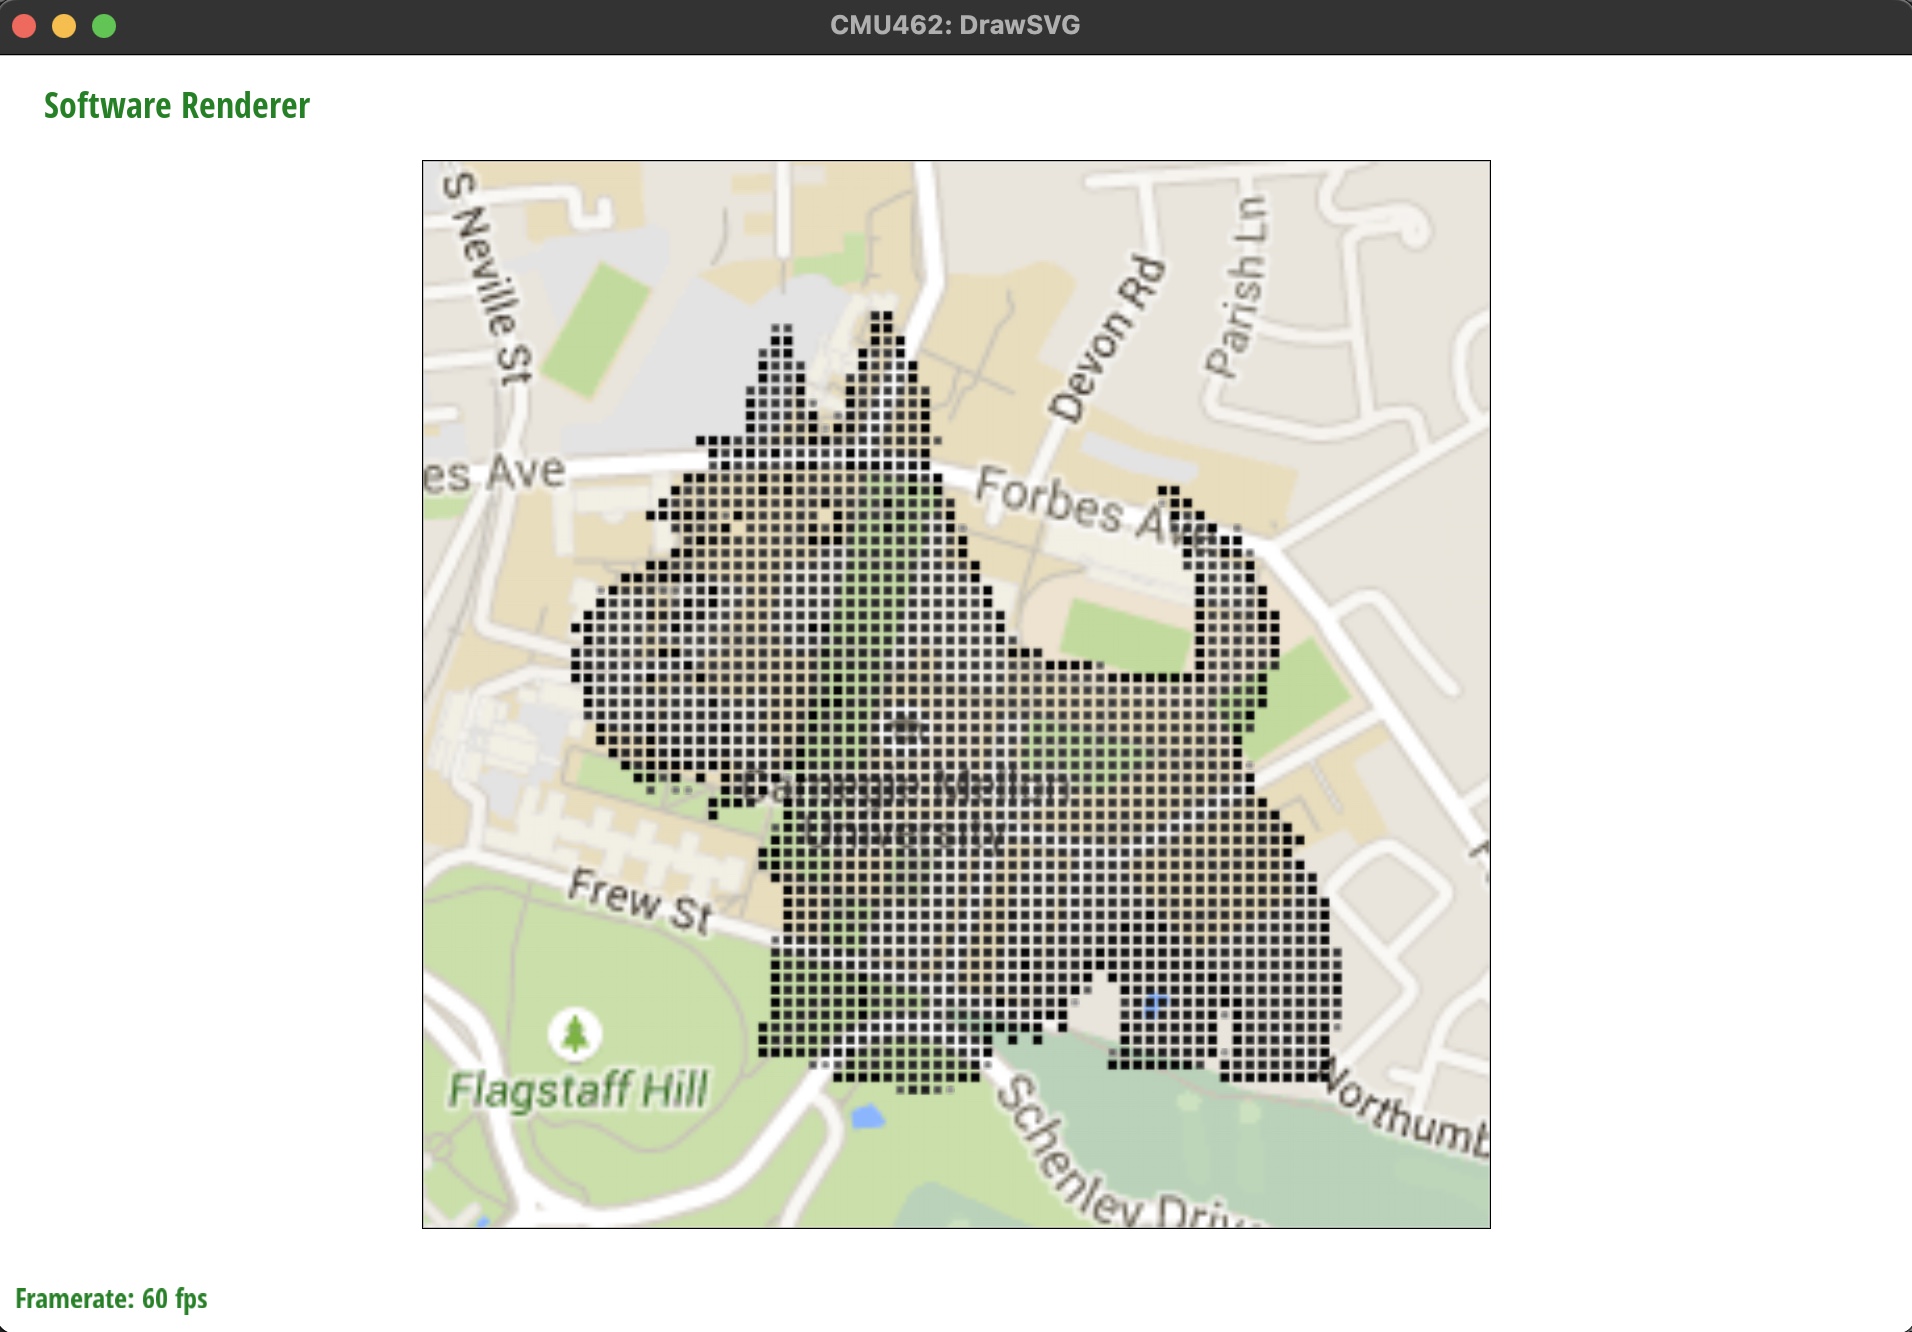 CMU462: DrawSVG
Software Renderer
S Neville St
Parish Ln
Devon Rd
es Ave
Forbes Ave
Carnegie Mellon
University
Frew St
Flagstaff Hill
Schenley Driv
Northumb
Framerate: 60 fps